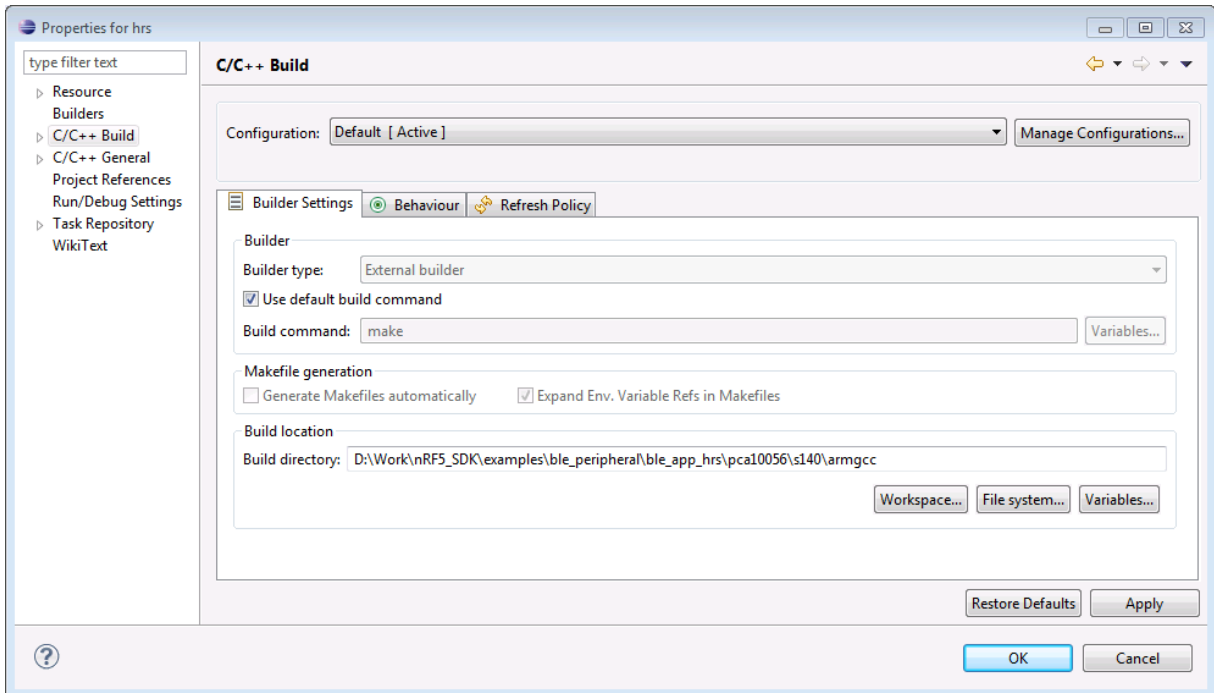 Properties for hrs
type filter text
Resource
Builders
C/C++ Build
C/C++ General
Project References
Run/Debug Settings
Task Repository
WikiText
C/C++ Build
Configuration: Default [ Active ] Manage Configurations...
Builder Settings Behaviour Refresh Policy
Builder
Builder type: External builder
Use default build command
Build command: make Variables...
Makefile generation
Generate Makefiles automatically Expand Env. Variable Refs in Makefiles
Build location
Build directory: D:\Work\nRF5_SDK\examples\ble_peripheral\ble_app_hrs\pca10056\s140\armgcc
Workspace... File system... Variables...
Restore Defaults Apply
? OK Cancel